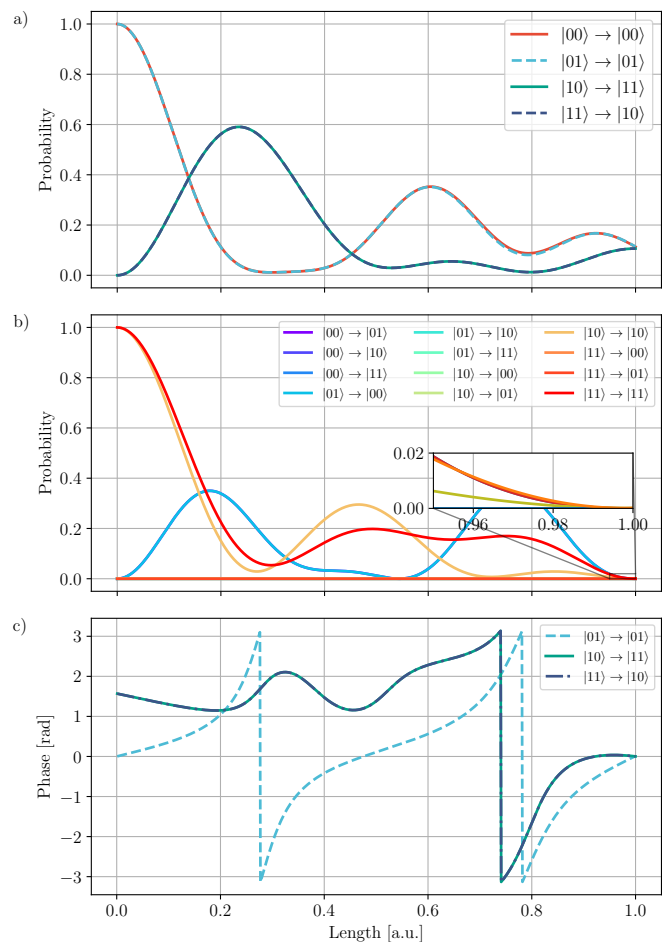 a)
1.0
0.8
0.6
0.4
0.2
0.0
Probability
|00⟩ → |00⟩
|01⟩ → |01⟩
|10⟩ → |11⟩
|11⟩ → |10⟩
b)
1.0
0.8
0.6
0.4
0.2
0.0
Probability
|00⟩ → |01⟩
|00⟩ → |10⟩
|00⟩ → |11⟩
|01⟩ → |00⟩
|01⟩ → |10⟩
|01⟩ → |11⟩
|10⟩ → |00⟩
|10⟩ → |01⟩
|10⟩ → |10⟩
|11⟩ → |00⟩
|11⟩ → |01⟩
|11⟩ → |11⟩
0.02
0.00
0.96 0.98 1.00
c)
3
2
1
0
−1
−2
−3
Phase [rad]
|01⟩ → |01⟩
|10⟩ → |11⟩
|11⟩ → |10⟩
0.0 0.2 0.4 0.6 0.8 1.0
Length [a.u.]